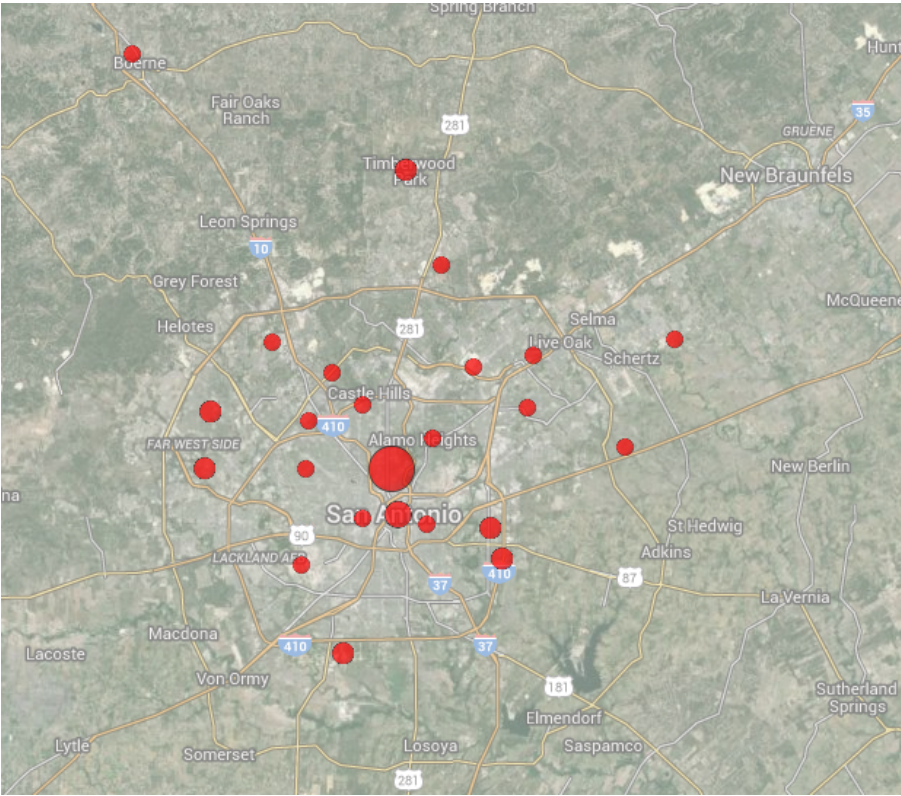 Spring Branch
Boerne
Hunt
Fair Oaks
Ranch
35
281
GRUENE
Timberwood
Park
New Braunfels
Leon Springs
10
Grey Forest
McQueene
Helotes
281
Selma
Live Oak
Schertz
Castle Hills
410
Alamo Heights
FAR WEST SIDE
New Berlin
na
San Antonio
90
St Hedwig
LACKLAND AFB
Adkins
410
37
87
La Vernia
Macdona
410
37
Lacoste
Von Ormy
181
Sutherland
Springs
Elmendorf
Lytle
Somerset
Losoya
Saspamco
281